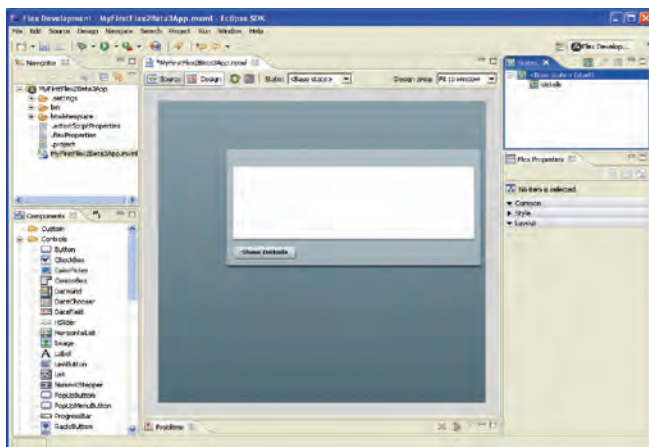 Flex Development - MyFirstFlex2Beta3App.mxml - Eclipse SDK
File Edit Source Design Navigate Search Project Run Window Help
Flex Develop...
Navigator
MyFirstFlex2Beta3App
.settings
bin
html-template
.actionScriptProperties
.flexProperties
.project
MyFirstFlex2Beta3App.mxml
*MyFirstFlex2Beta3App.mxml
Source Design State: <Base state> Design area: Fit to window
Show Details
States
<Base state> (start)
details
Flex Properties
No item is selected.
Common
Style
Layout
Components
Custom
Controls
Button
CheckBox
ColorPicker
ComboBox
DataGrid
DateChooser
DateField
HSlider
HorizontalList
Image
Label
LinkButton
List
NumericStepper
PopUpButton
PopUpMenuButton
ProgressBar
RadioButton
Problems